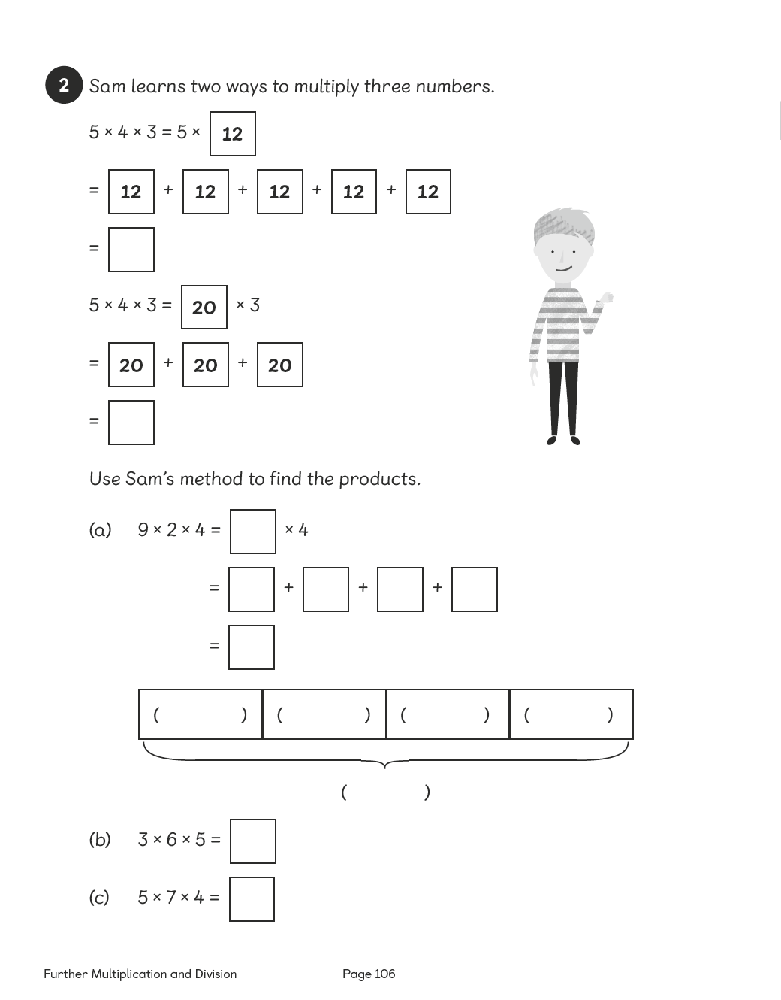 2 Sam learns two ways to multiply three numbers.
5 × 4 × 3 = 5 × 12
= 12 + 12 + 12 + 12 + 12
=
5 × 4 × 3 = 20 × 3
= 20 + 20 + 20
=
Use Sam's method to find the products.
(a) 9 × 2 × 4 = × 4
= + + +
=
( ) ( ) ( ) ( )
( )
(b) 3 × 6 × 5 =
(c) 5 × 7 × 4 =
Further Multiplication and Division Page 106